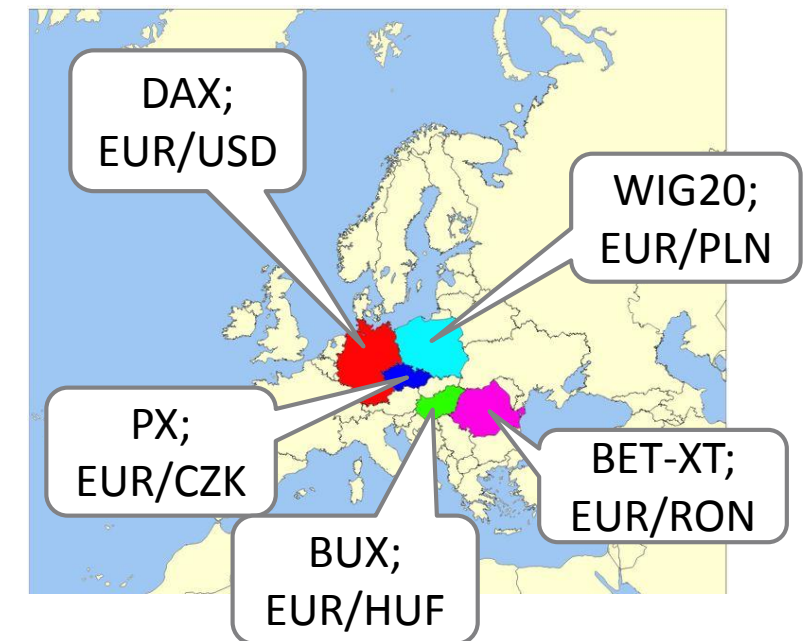 DAX;
EUR/USD
WIG20;
EUR/PLN
PX;
EUR/CZK
BET-XT;
EUR/RON
BUX;
EUR/HUF